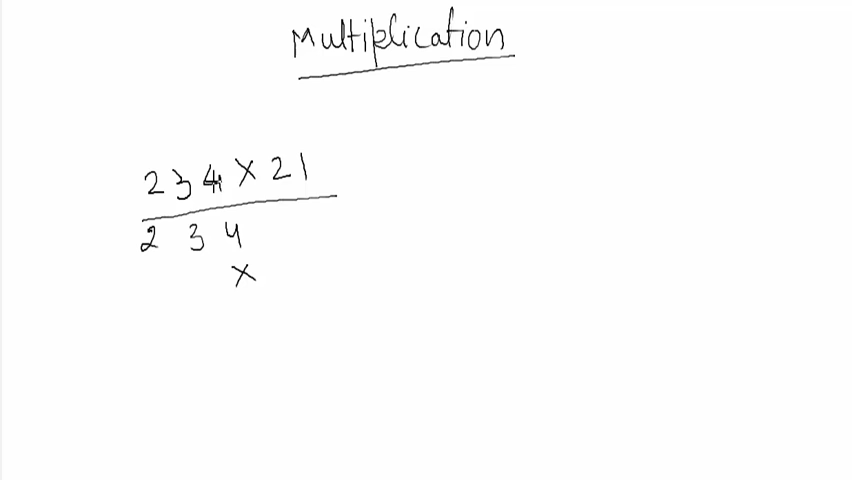 Multiplication
234 × 21
2 3 4
×